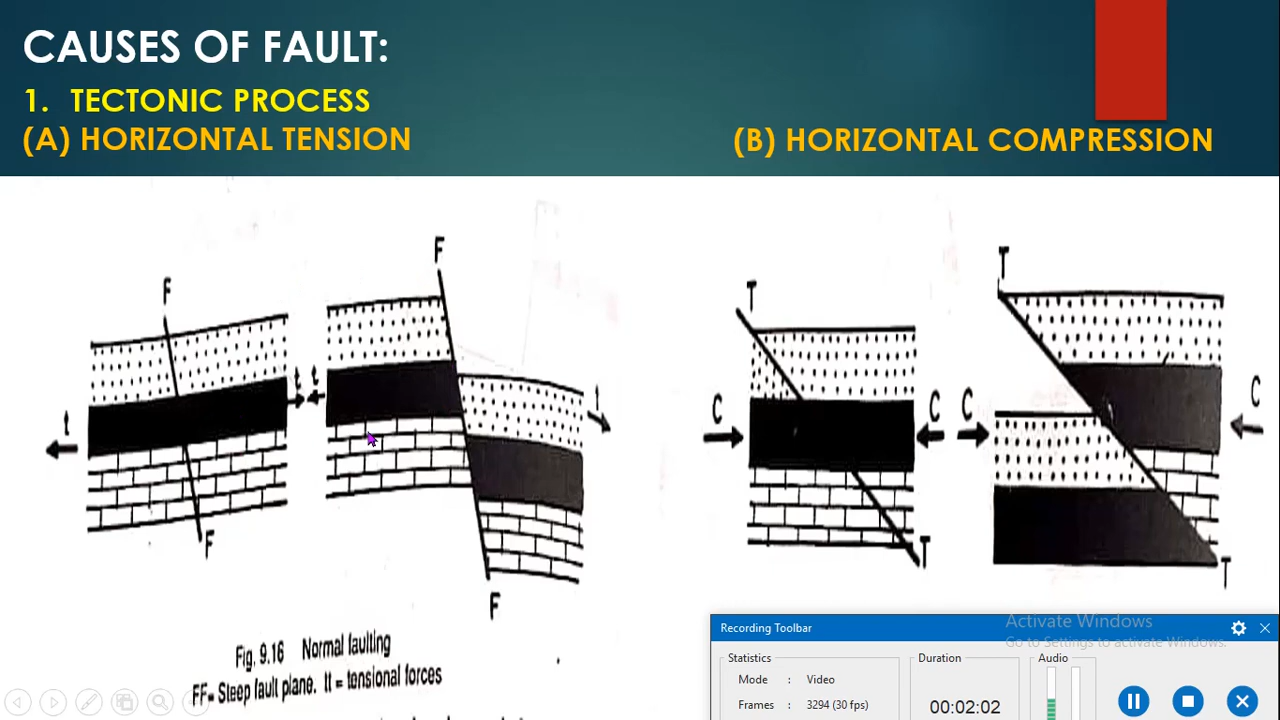 CAUSES OF FAULT:
1. TECTONIC PROCESS
(A) HORIZONTAL TENSION
(B) HORIZONTAL COMPRESSION
F
F
t
t
F
F
t
t
Fig. 9.16 Normal faulting
FF= Steep fault plane. tt = tensional forces
T
C
C
T
T
C
C
T
Activate Windows
Go to Settings to activate Windows.
Recording Toolbar
Statistics
Mode : Video
Frames : 3294 (30 fps)
Duration
00:02:02
Audio